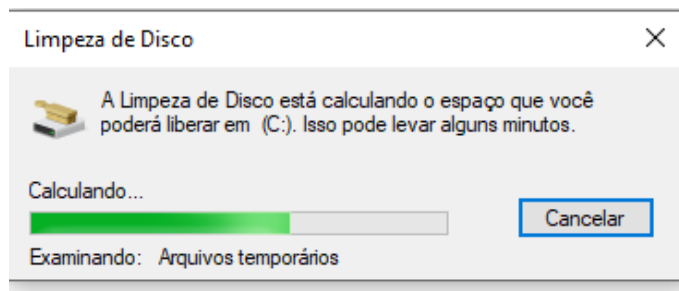 Limpeza de Disco
A Limpeza de Disco está calculando o espaço que você
poderá liberar em (C:). Isso pode levar alguns minutos.
Calculando...
Cancelar
Examinando: Arquivos temporários